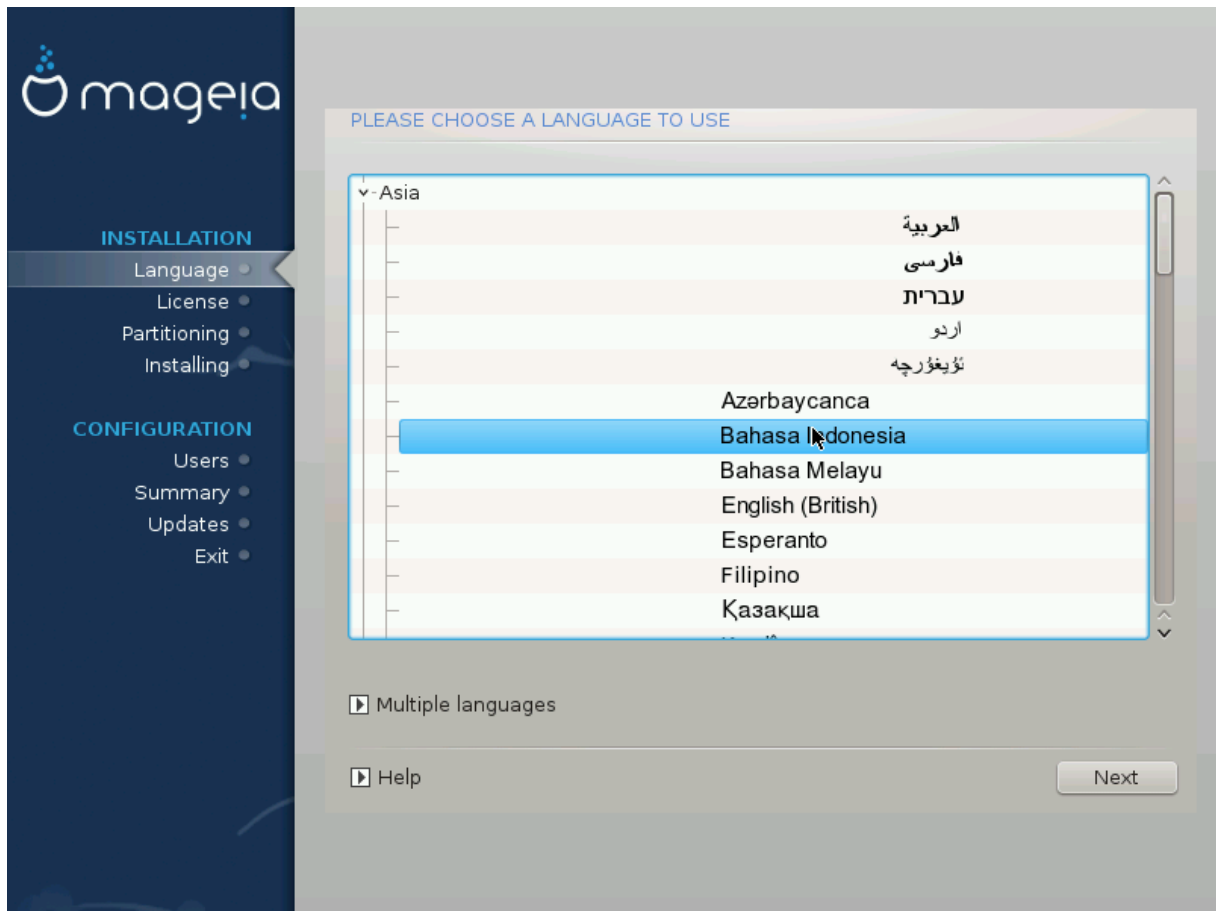 mageia
INSTALLATION
Language
License
Partitioning
Installing
CONFIGURATION
Users
Summary
Updates
Exit
PLEASE CHOOSE A LANGUAGE TO USE
Asia
العربية
فارسی
עברית
اردو
ئۇيغۇرچە
Azərbaycanca
Bahasa Indonesia
Bahasa Melayu
English (British)
Esperanto
Filipino
Қазақша
Multiple languages
Help
Next